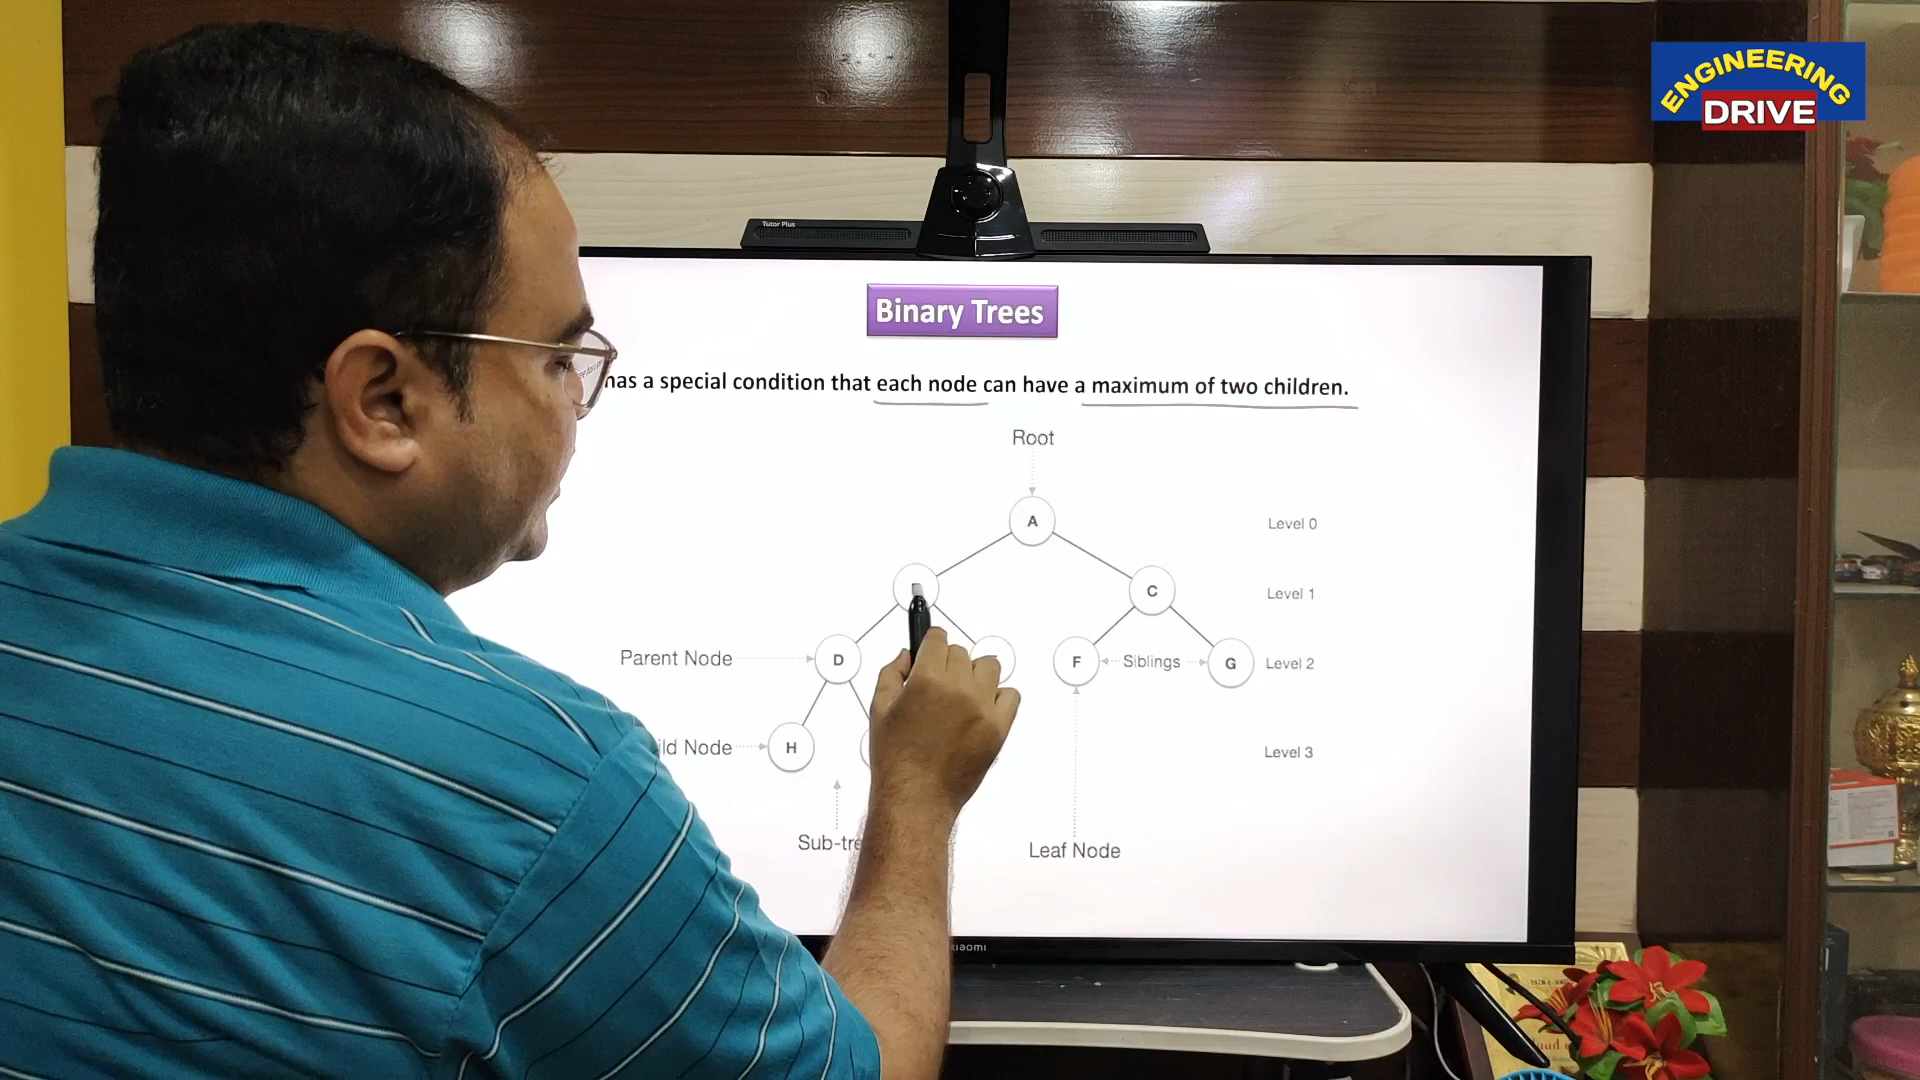 ENGINEERING
DRIVE
Tutor Plus
Binary Trees
has a special condition that each node can have a maximum of two children.
Root
A
Level 0
C
Level 1
Parent Node
D
F
Siblings
G
Level 2
ild Node
H
Level 3
Sub-tre
Leaf Node
xiaomi